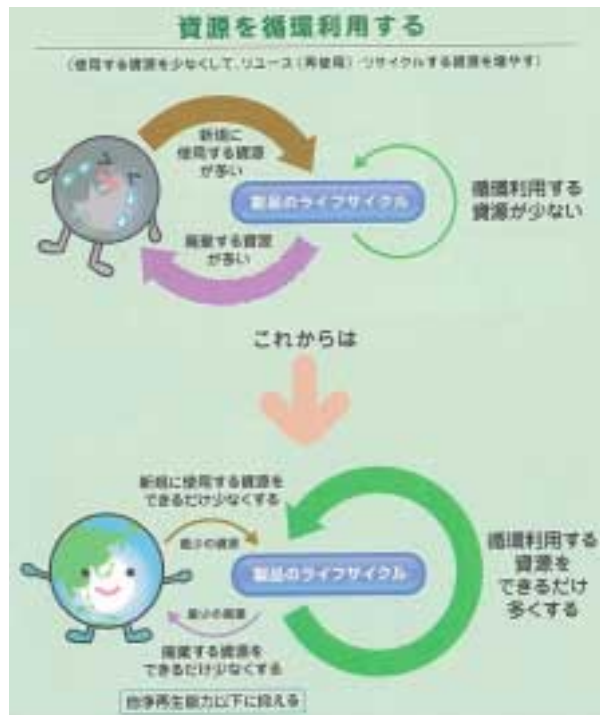 資源を循環利用する
(使用する資源を少なくして、リユース(再使用)・リサイクルする資源を増やす)
新規に
使用する資源
が多い
製品のライフサイクル
循環利用する
資源が少ない
廃棄する資源
が多い
これからは
新規に使用する資源を
できるだけ少なくする
最少の資源
製品のライフサイクル
循環利用する
資源を
できるだけ
多くする
最少の廃棄
廃棄する資源を
できるだけ少なくする
自浄再生能力以下に抑える